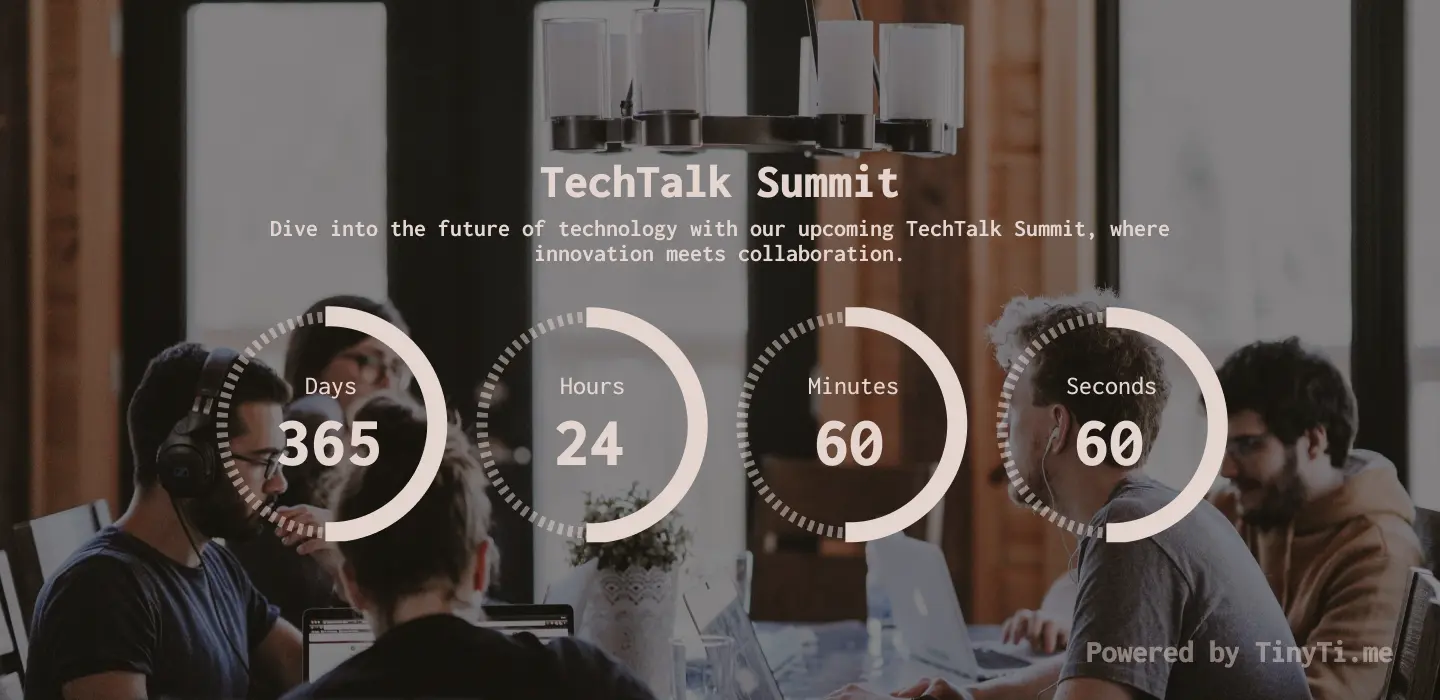 TechTalk Summit
Dive into the future of technology with our upcoming TechTalk Summit, where
innovation meets collaboration.
Days
Hours
Minutes
Seconds
365
24
60
60
Powered by TinyTi.me